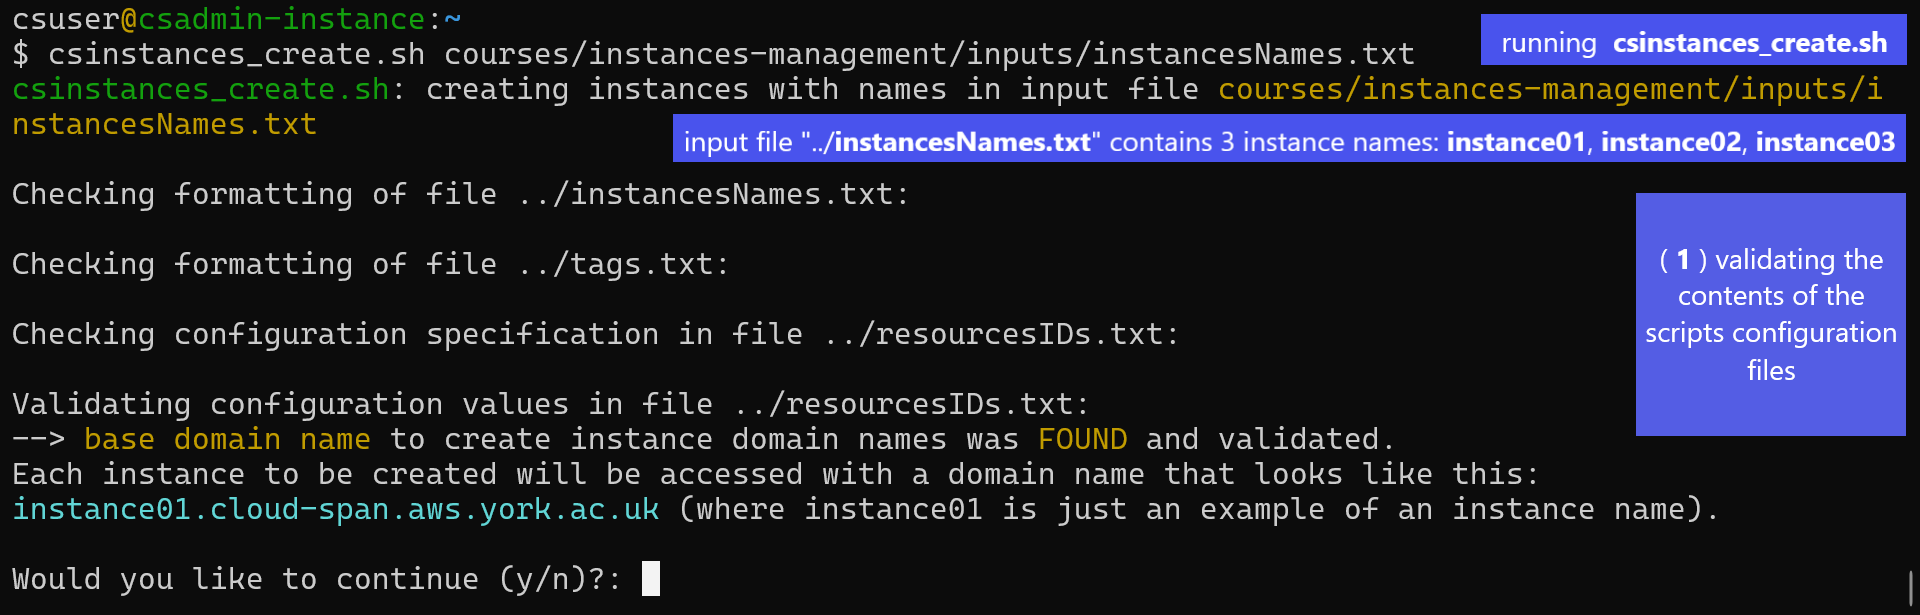 csuser@csadmin-instance:~
$ csinstances_create.sh courses/instances-management/inputs/instancesNames.txt
running csinstances_create.sh
csinstances_create.sh: creating instances with names in input file courses/instances-management/inputs/i
nstancesNames.txt
input file "../instancesNames.txt" contains 3 instance names: instance01, instance02, instance03
Checking formatting of file ../instancesNames.txt:
Checking formatting of file ../tags.txt:
Checking configuration specification in file ../resourcesIDs.txt:
( 1 ) validating the
contents of the
scripts configuration
files
Validating configuration values in file ../resourcesIDs.txt:
--> base domain name to create instance domain names was FOUND and validated.
Each instance to be created will be accessed with a domain name that looks like this:
instance01.cloud-span.aws.york.ac.uk (where instance01 is just an example of an instance name).
Would you like to continue (y/n)?: